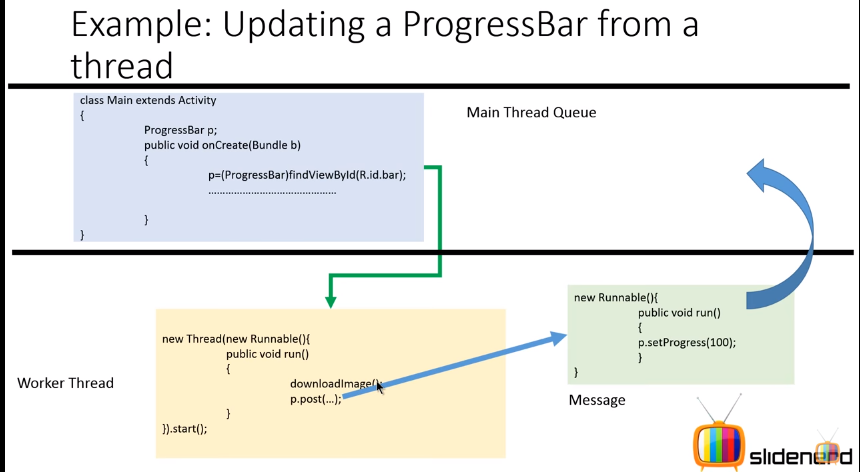 Example: Updating a ProgressBar from a
thread
class Main extends Activity
{
ProgressBar p;
public void onCreate(Bundle b)
{
p=(ProgressBar)findViewById(R.id.bar);
............................................
}
}
Main Thread Queue
new Thread(new Runnable(){
public void run()
{
downloadImage();
p.post(...);
}
}).start();
Worker Thread
new Runnable(){
public void run()
{
p.setProgress(100);
}
}
Message
slidenerd